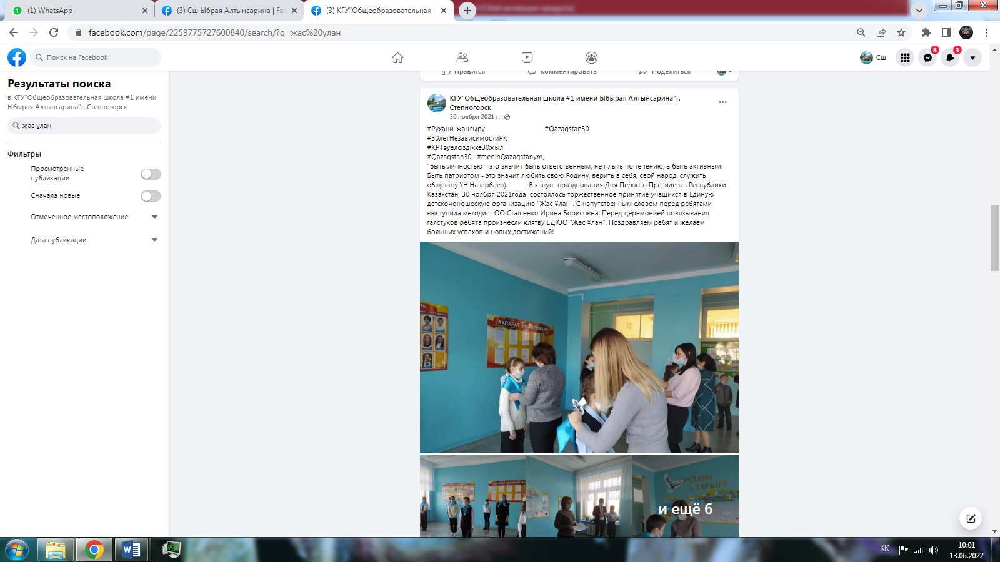 (1) WhatsApp
(3) Сш Ыбрая Алтынсарина | Fac
(3) КГУ"Общеобразовательная
facebook.com/page/2259775727600840/search/?q=жас%20ұлан
Поиск на Facebook
Сш
8
3
Результаты поиска
в КГУ"Общеобразовательная школа #1 имени
Ыбырая Алтынсарина"г. Степногорск
жас ұлан
Фильтры
Просмотренные
публикации
Сначала новые
Отмеченное местоположение
Дата публикации
Нравится
Комментировать
Поделиться
КГУ"Общеобразовательная школа #1 имени Ыбырая Алтынсарина"г.
Степногорск
30 ноября 2021 г. ·
#Рухани_жаңғыру #Qazaqstan30
#30летНезависимостиРК
#ҚРТәуелсіздікке30жыл
#Qazaqstan30, #meninQazaqstanym,
"Быть личностью - это значит быть ответственным, не плыть по течению, а быть активным.
Быть патриотом - это значит любить свою Родину, верить в себя, свой народ, служить
обществу"(Н.Назарбаев). В канун празднования Дня Первого Президента Республики
Казахстан, 30 ноября 2021года состоялось торжественное принятие учащихся в Единую
детско-юношескую организацию "Жас Ұлан". С напутственным словом перед ребятами
выступила методист ОО Сташенко Ирина Борисовна. Перед церемонией повязывания
галстуков ребята произнесли клятву ЕДЮО "Жас Ұлан". Поздравляем ребят и желаем
больших успехов и новых достижений!
АҚПАРАТ-ИНФОРМАЦИЯ
РУХАНИ
ЖАҢҒЫРУ
и ещё 6
KK
10:01
13.06.2022